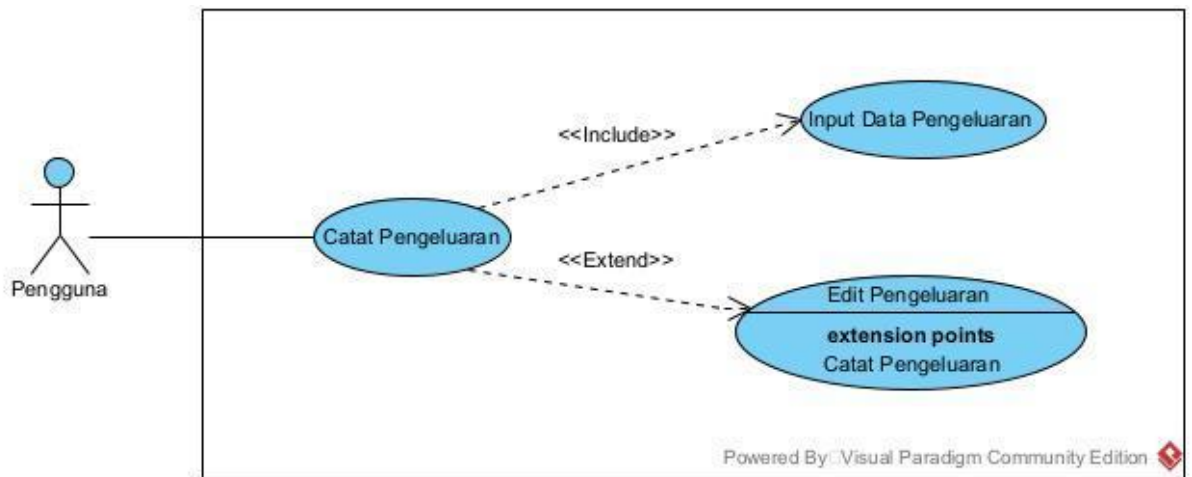 Pengguna
Catat Pengeluaran
<<Include>>
Input Data Pengeluaran
<<Extend>>
Edit Pengeluaran
extension points
Catat Pengeluaran
Powered By Visual Paradigm Community Edition